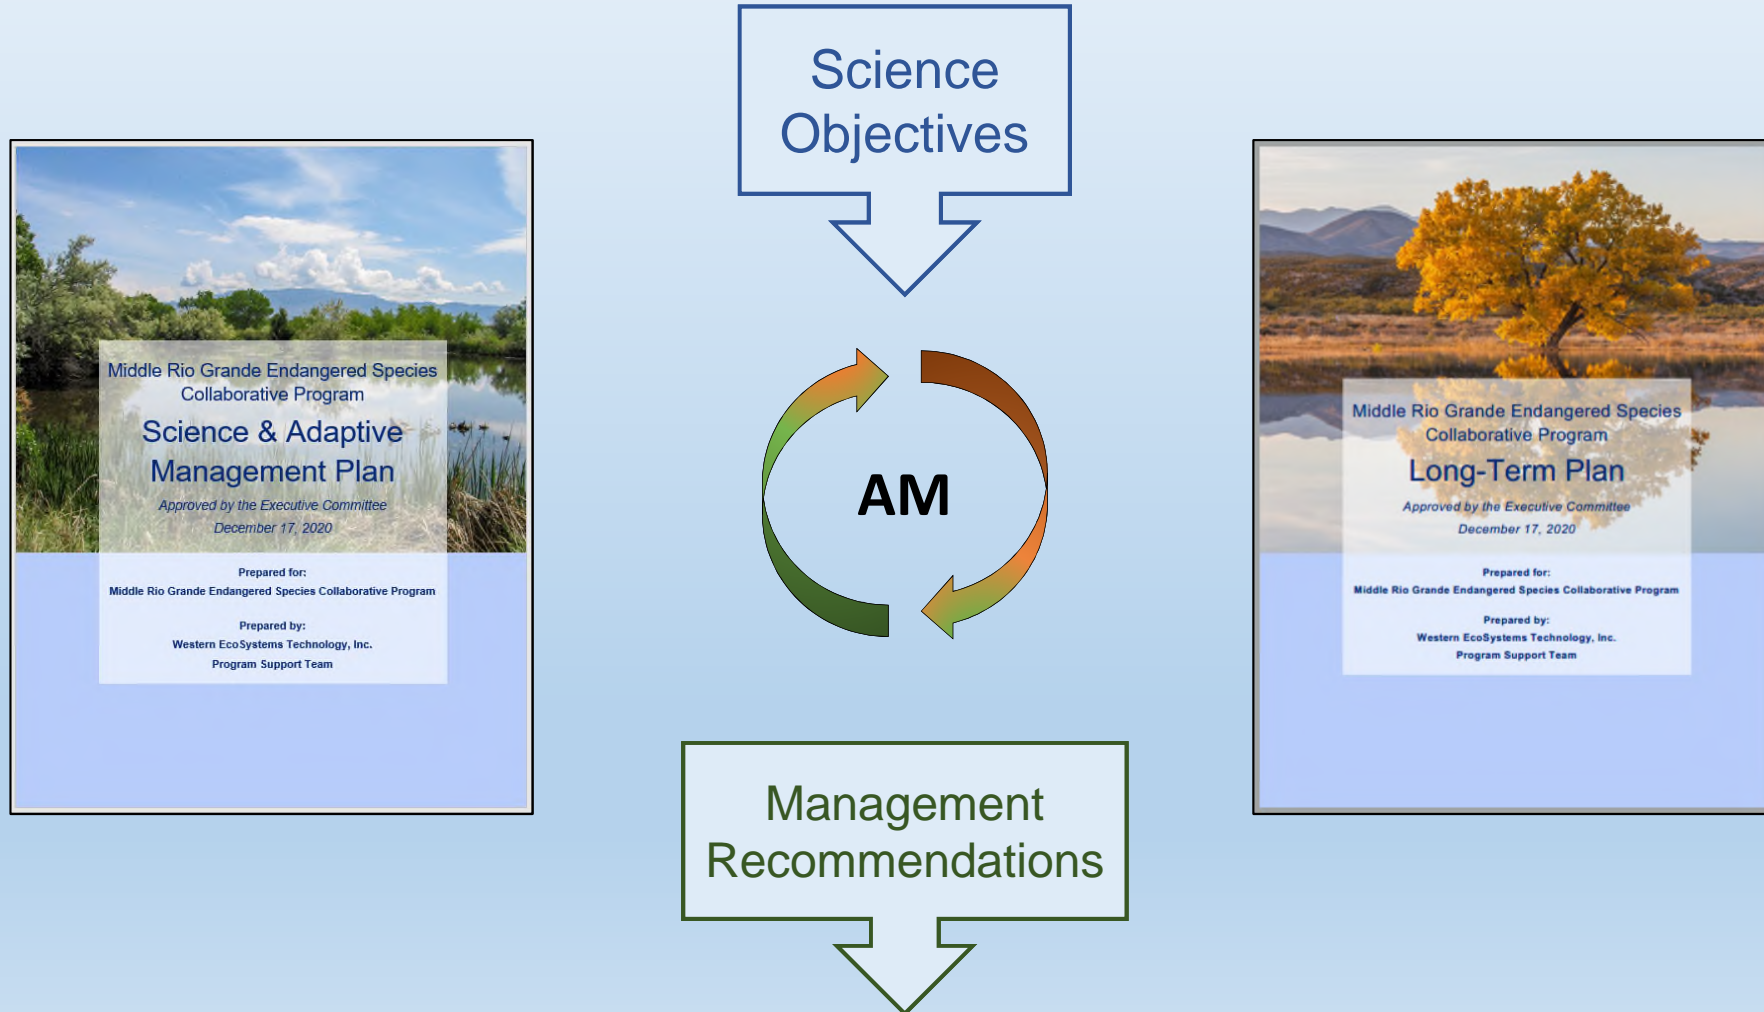 Science
Objectives
Middle Rio Grande Endangered Species
Collaborative Program
Science & Adaptive
Management Plan
Approved by the Executive Committee
December 17, 2020
Prepared for:
Middle Rio Grande Endangered Species Collaborative Program
Prepared by:
Western EcoSystems Technology, Inc.
Program Support Team
AM
Middle Rio Grande Endangered Species
Collaborative Program
Long-Term Plan
Approved by the Executive Committee
December 17, 2020
Prepared for:
Middle Rio Grande Endangered Species Collaborative Program
Prepared by:
Western EcoSystems Technology, Inc.
Program Support Team
Management
Recommendations